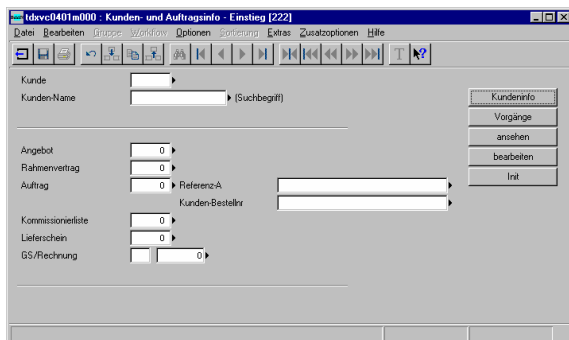 tdxvc0401m000 : Kunden- und Auftragsinfo - Einstieg [222]
Datei Bearbeiten Gruppe Workflow Optionen Sortierung Extras Zusatzoptionen Hilfe
T ?
Kunde
Kunden-Name (Suchbegriff)
Kundeninfo
Vorgänge
ansehen
bearbeiten
Init
Angebot 0
Rahmenvertrag 0
Auftrag 0 Referenz-A
Kunden-Bestellnr
Kommissionierliste 0
Lieferschein 0
GS/Rechnung 0